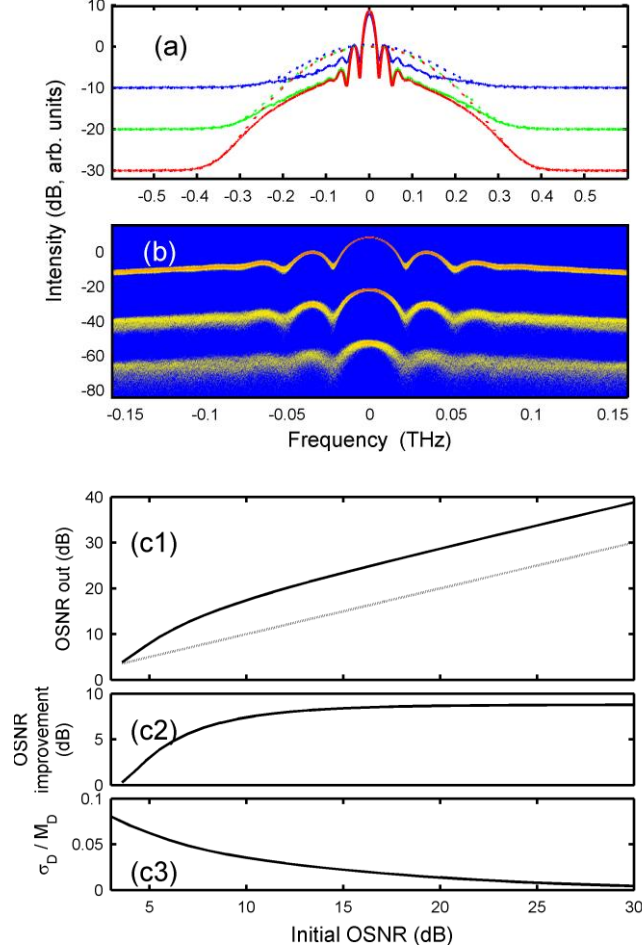 10
(a)
0
-10
-20
-30
-0.5 -0.4 -0.3 -0.2 -0.1 0 0.1 0.2 0.3 0.4 0.5
Intensity (dB, arb. units)
(b)
0
-20
-40
-60
-80
-0.15 -0.1 -0.05 0 0.05 0.1 0.15
Frequency (THz)
40
(c1)
30
20
10
0
OSNR out (dB)
10
(c2)
5
0
OSNR
improvement
(dB)
0.1
(c3)
0.05
0
σD / MD
5 10 15 20 25 30
Initial OSNR (dB)